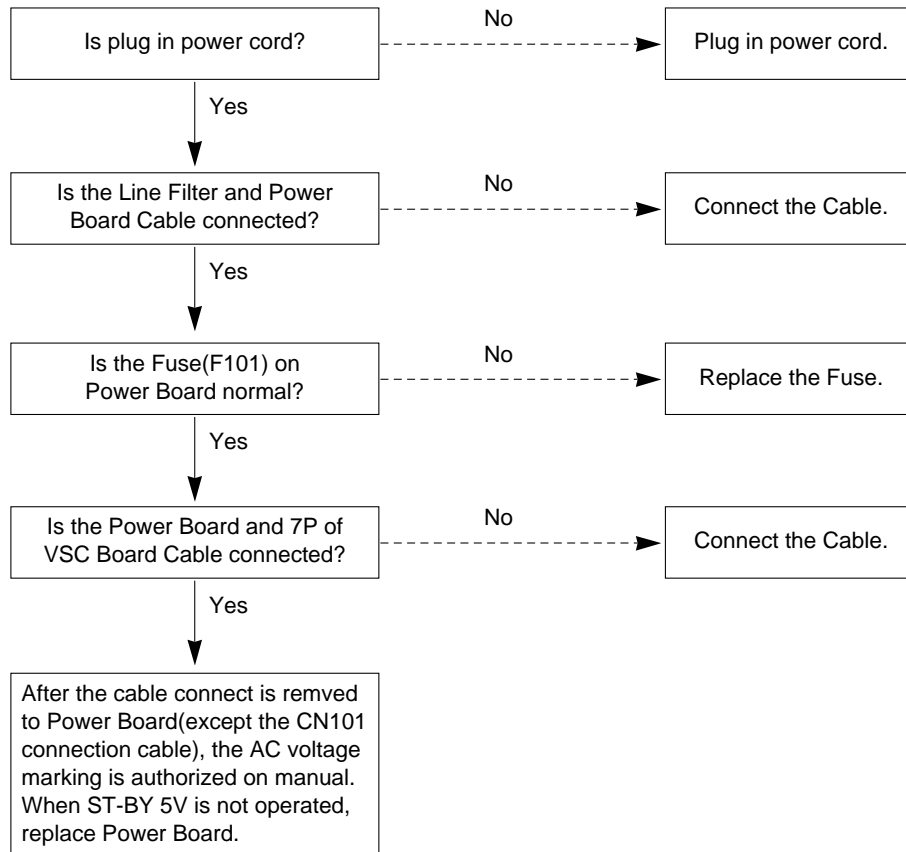 Is plug in power cord?
No
Plug in power cord.
Yes
Is the Line Filter and Power
Board Cable connected?
No
Connect the Cable.
Yes
Is the Fuse(F101) on
Power Board normal?
No
Replace the Fuse.
Yes
Is the Power Board and 7P of
VSC Board Cable connected?
No
Connect the Cable.
Yes
After the cable connect is remved
to Power Board(except the CN101
connection cable), the AC voltage
marking is authorized on manual.
When ST-BY 5V is not operated,
replace Power Board.